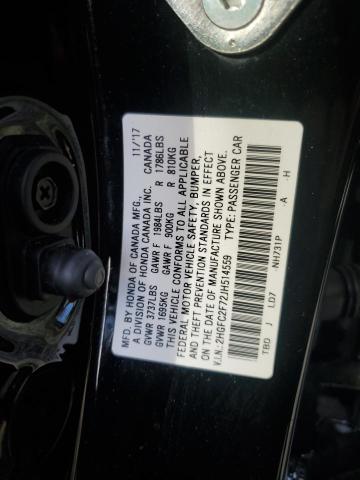 MFD. BY HONDA OF CANADA MFG. 11/17
A DIVISION OF HONDA CANADA INC. CANADA
GVWR 3737LBS GAWR F 1984LBS R 1786LBS
GVWR 1695KG GAWR F 900KG R 810KG
THIS VEHICLE CONFORMS TO ALL APPLICABLE
FEDERAL MOTOR VEHICLE SAFETY, BUMPER,
AND THEFT PREVENTION STANDARDS IN EFFECT
ON THE DATE OF MANUFACTURE SHOWN ABOVE.
V.I.N.:2HGFC2F72JH514559 TYPE: PASSENGER CAR
TBD J LD7 -NH731P -A -H